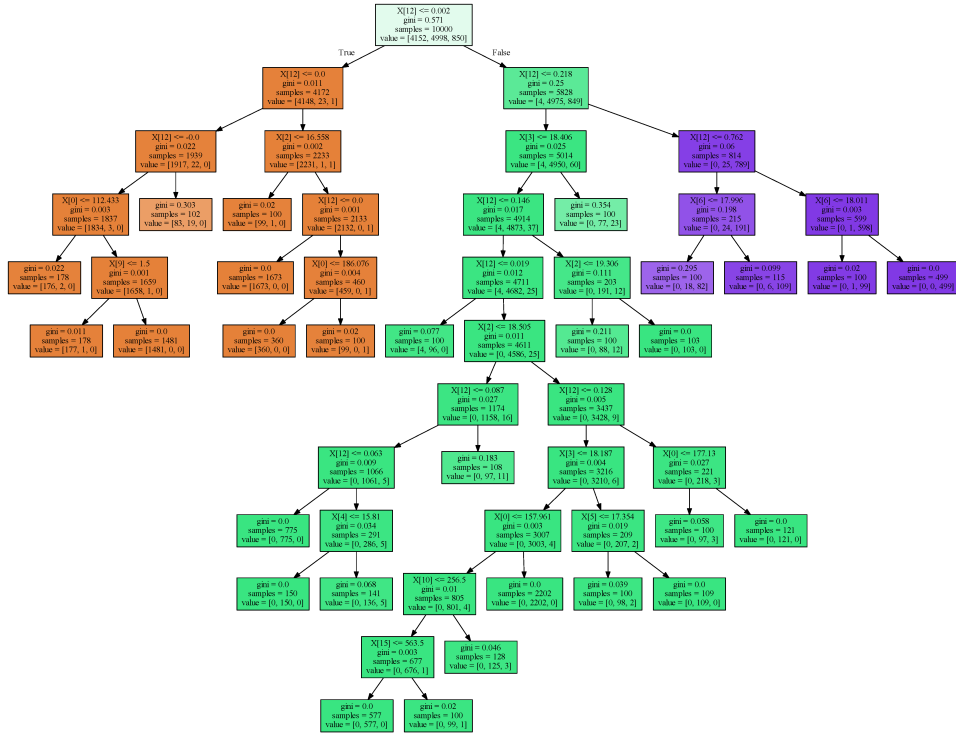 X[12] <= 0.002
gini = 0.571
samples = 10000
value = [4152, 4998, 850]
True
False
X[12] <= 0.0
gini = 0.011
samples = 4172
value = [4148, 23, 1]
X[12] <= 0.218
gini = 0.25
samples = 5828
value = [4, 4975, 849]
X[12] <= -0.0
gini = 0.022
samples = 1939
value = [1917, 22, 0]
X[2] <= 16.558
gini = 0.002
samples = 2233
value = [2231, 1, 1]
X[3] <= 18.406
gini = 0.025
samples = 5014
value = [4, 4950, 60]
X[12] <= 0.762
gini = 0.06
samples = 814
value = [0, 25, 789]
X[0] <= 112.433
gini = 0.003
samples = 1837
value = [1834, 3, 0]
gini = 0.303
samples = 102
value = [83, 19, 0]
gini = 0.02
samples = 100
value = [99, 1, 0]
X[12] <= 0.0
gini = 0.001
samples = 2133
value = [2132, 0, 1]
X[12] <= 0.146
gini = 0.017
samples = 4914
value = [4, 4873, 37]
gini = 0.354
samples = 100
value = [0, 77, 23]
X[6] <= 17.996
gini = 0.198
samples = 215
value = [0, 24, 191]
X[6] <= 18.011
gini = 0.003
samples = 599
value = [0, 1, 598]
gini = 0.022
samples = 178
value = [176, 2, 0]
X[9] <= 1.5
gini = 0.001
samples = 1659
value = [1658, 1, 0]
gini = 0.0
samples = 1673
value = [1673, 0, 0]
X[0] <= 186.076
gini = 0.004
samples = 460
value = [459, 0, 1]
X[12] <= 0.019
gini = 0.012
samples = 4711
value = [4, 4682, 25]
X[2] <= 19.306
gini = 0.111
samples = 203
value = [0, 191, 12]
gini = 0.295
samples = 100
value = [0, 18, 82]
gini = 0.099
samples = 115
value = [0, 6, 109]
gini = 0.02
samples = 100
value = [0, 1, 99]
gini = 0.0
samples = 499
value = [0, 0, 499]
gini = 0.011
samples = 178
value = [177, 1, 0]
gini = 0.0
samples = 1481
value = [1481, 0, 0]
gini = 0.0
samples = 360
value = [360, 0, 0]
gini = 0.02
samples = 100
value = [99, 0, 1]
gini = 0.077
samples = 100
value = [4, 96, 0]
X[2] <= 18.505
gini = 0.011
samples = 4611
value = [0, 4586, 25]
gini = 0.211
samples = 100
value = [0, 88, 12]
gini = 0.0
samples = 103
value = [0, 103, 0]
X[12] <= 0.087
gini = 0.027
samples = 1174
value = [0, 1158, 16]
X[12] <= 0.128
gini = 0.005
samples = 3437
value = [0, 3428, 9]
X[12] <= 0.063
gini = 0.009
samples = 1066
value = [0, 1061, 5]
gini = 0.183
samples = 108
value = [0, 97, 11]
X[3] <= 18.187
gini = 0.004
samples = 3216
value = [0, 3210, 6]
X[0] <= 177.13
gini = 0.027
samples = 221
value = [0, 218, 3]
gini = 0.0
samples = 775
value = [0, 775, 0]
X[4] <= 15.81
gini = 0.034
samples = 291
value = [0, 286, 5]
X[0] <= 157.961
gini = 0.003
samples = 3007
value = [0, 3003, 4]
X[5] <= 17.354
gini = 0.019
samples = 209
value = [0, 207, 2]
gini = 0.058
samples = 100
value = [0, 97, 3]
gini = 0.0
samples = 121
value = [0, 121, 0]
gini = 0.0
samples = 150
value = [0, 150, 0]
gini = 0.068
samples = 141
value = [0, 136, 5]
X[10] <= 256.5
gini = 0.01
samples = 805
value = [0, 801, 4]
gini = 0.0
samples = 2202
value = [0, 2202, 0]
gini = 0.039
samples = 100
value = [0, 98, 2]
gini = 0.0
samples = 109
value = [0, 109, 0]
X[15] <= 563.5
gini = 0.003
samples = 677
value = [0, 676, 1]
gini = 0.046
samples = 128
value = [0, 125, 3]
gini = 0.0
samples = 577
value = [0, 577, 0]
gini = 0.02
samples = 100
value = [0, 99, 1]